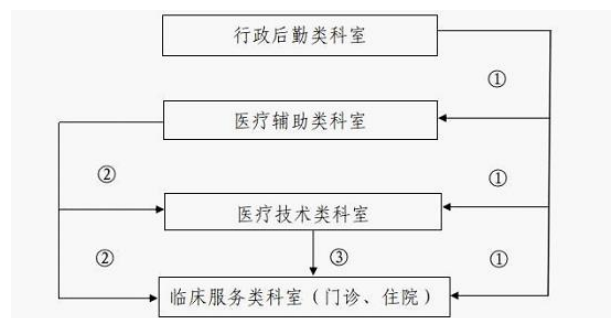 行政后勤类科室
①
医疗辅助类科室
②
①
医疗技术类科室
②
③
①
临床服务类科室（门诊、住院）